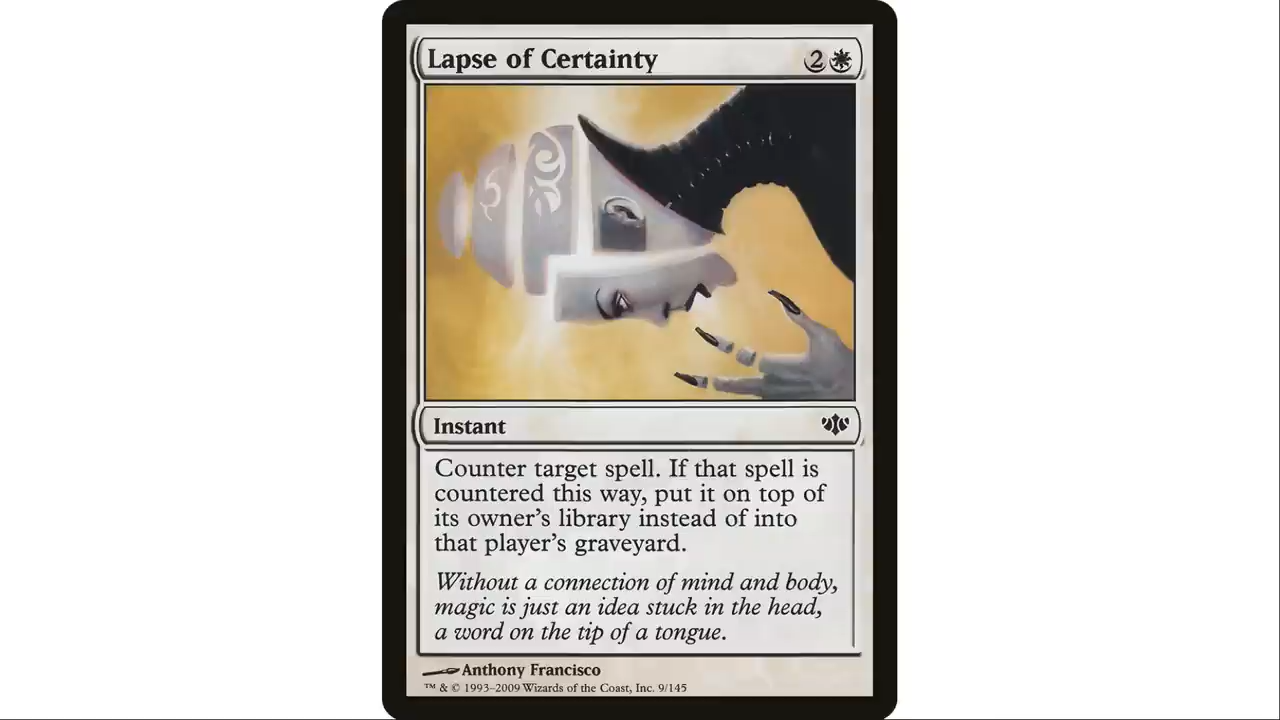 Lapse of Certainty 2
Instant
Counter target spell. If that spell is
countered this way, put it on top of
its owner's library instead of into
that player's graveyard.
Without a connection of mind and body,
magic is just an idea stuck in the head,
a word on the tip of a tongue.
Anthony Francisco
™ & © 1993–2009 Wizards of the Coast, Inc. 9/145